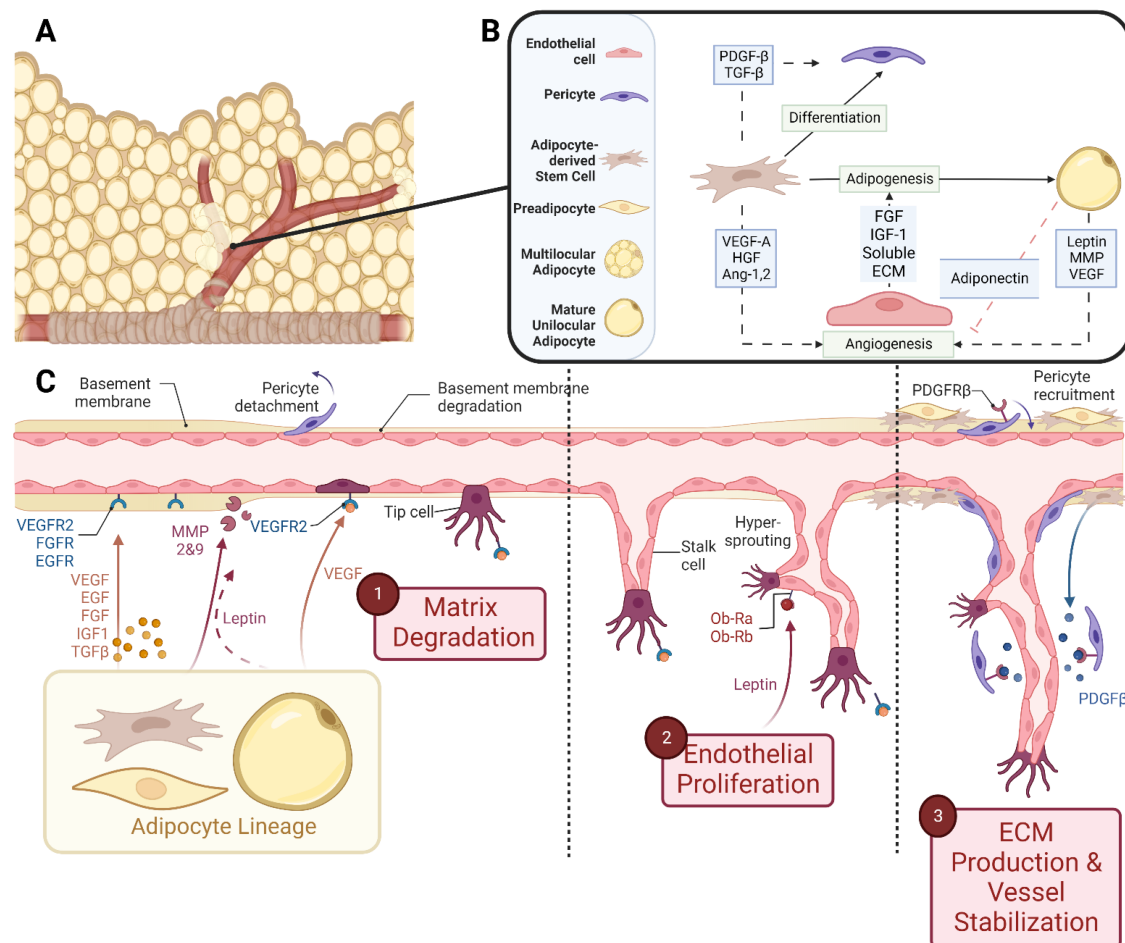 A
B
Endothelial
cell
Pericyte
Adipocyte-
derived
Stem Cell
Preadipocyte
Multilocular
Adipocyte
Mature
Unilocular
Adipocyte
PDGF-β
TGF-β
Differentiation
Adipogenesis
VEGF-A
HGF
Ang-1,2
FGF
IGF-1
Soluble
ECM
Adiponectin
Leptin
MMP
VEGF
Angiogenesis
C
Basement
membrane
Pericyte
detachment
Basement membrane
degradation
PDGFRβ
Pericyte
recruitment
VEGFR2
FGFR
EGFR
MMP
2&9
VEGFR2
Tip cell
VEGF
EGF
FGF
IGF1
TGFβ
Leptin
VEGF
1
Matrix
Degradation
Adipocyte Lineage
Stalk
cell
Hyper-
sprouting
Ob-Ra
Ob-Rb
Leptin
2
Endothelial
Proliferation
PDGFβ
3
ECM
Production &
Vessel
Stabilization